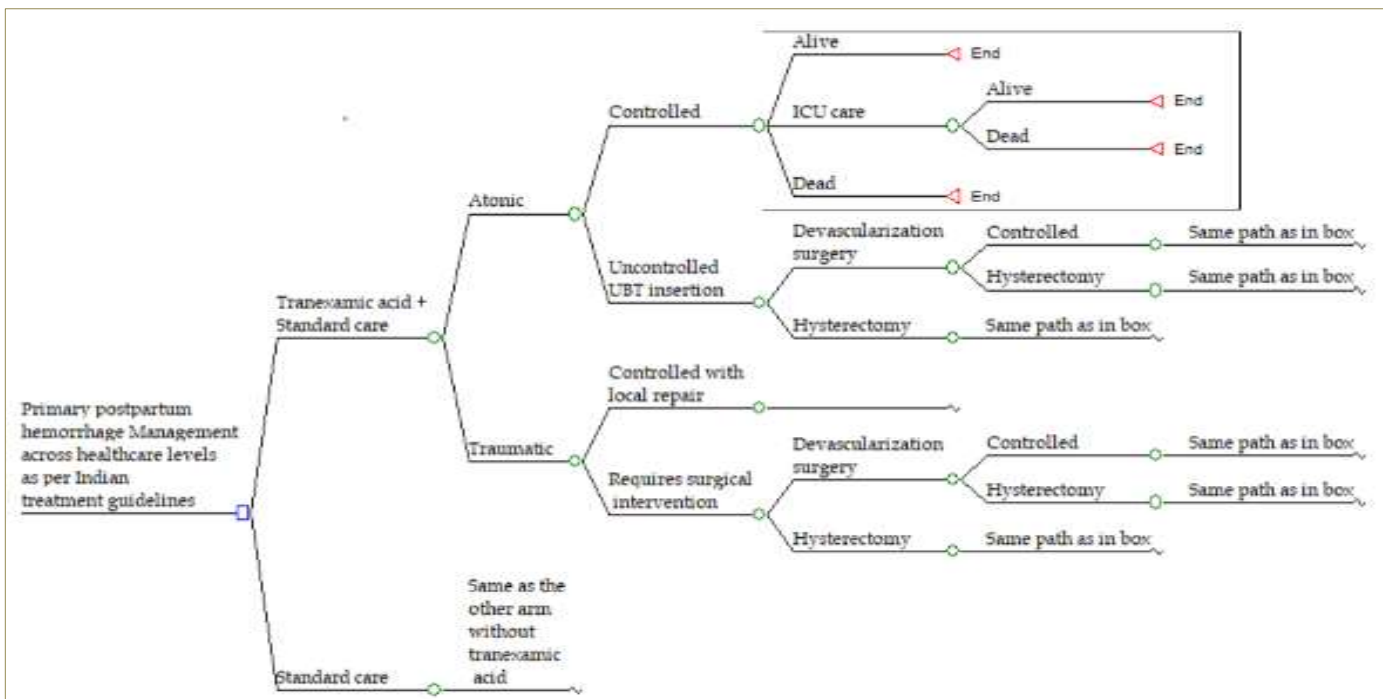 Primary postpartum
hemorrhage Management
across healthcare levels
as per Indian
treatment guidelines
Tranexamic acid +
Standard care
Atonic
Controlled
Alive
End
ICU care
Alive
End
Dead
End
Dead
End
Uncontrolled
UBT insertion
Devascularization
surgery
Controlled
Same path as in box
Hysterectomy
Same path as in box
Hysterectomy
Same path as in box
Traumatic
Controlled with
local repair
Requires surgical
intervention
Devascularization
surgery
Controlled
Same path as in box
Hysterectomy
Same path as in box
Hysterectomy
Same path as in box
Standard care
Same as the
other arm
without
tranexamic
acid